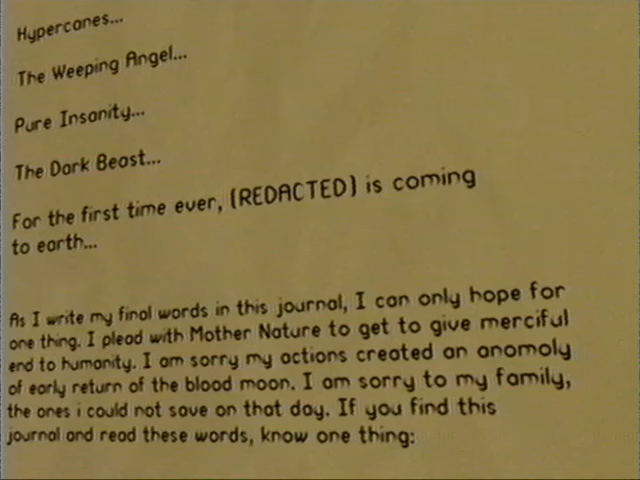 Hypercanes...
The Weeping Angel...
Pure Insanity...
The Dark Beast...
For the first time ever, [REDACTED] is coming
to earth...
As I write my final words in this journal, I can only hope for
one thing. I plead with Mother Nature to get to give merciful
end to humanity. I am sorry my actions created an anomoly
of early return of the blood moon. I am sorry to my family,
the ones i could not save on that day. If you find this
journal and read these words, know one thing: